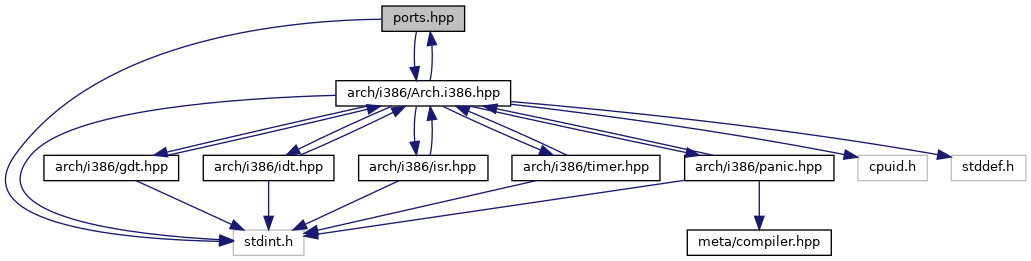 ports.hpp
arch/i386/Arch.i386.hpp
arch/i386/gdt.hpp
arch/i386/idt.hpp
arch/i386/isr.hpp
arch/i386/timer.hpp
arch/i386/panic.hpp
cpuid.h
stddef.h
stdint.h
meta/compiler.hpp